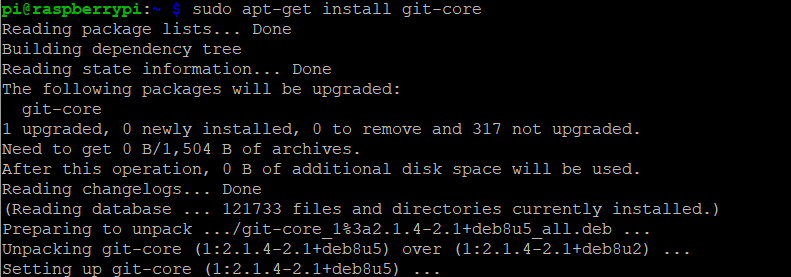 pi@raspberrypi:~ $ sudo apt-get install git-core
Reading package lists... Done
Building dependency tree
Reading state information... Done
The following packages will be upgraded:
  git-core
1 upgraded, 0 newly installed, 0 to remove and 317 not upgraded.
Need to get 0 B/1,504 B of archives.
After this operation, 0 B of additional disk space will be used.
Reading changelogs... Done
(Reading database ... 121733 files and directories currently installed.)
Preparing to unpack .../git-core_1%3a2.1.4-2.1+deb8u5_all.deb ...
Unpacking git-core (1:2.1.4-2.1+deb8u5) over (1:2.1.4-2.1+deb8u2) ...
Setting up git-core (1:2.1.4-2.1+deb8u5) ...